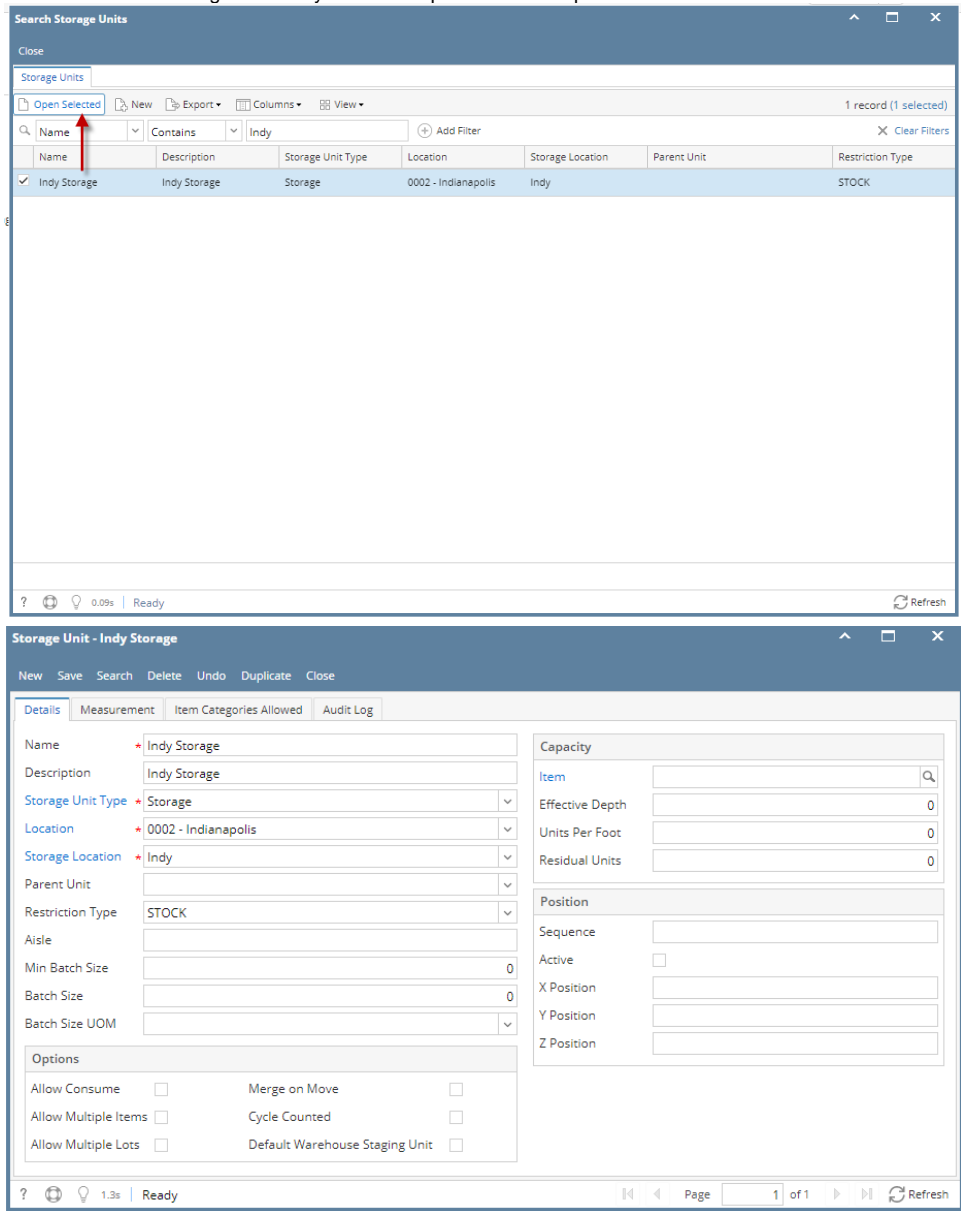 Search Storage Units
Close
Storage Units
Open Selected New Export Columns View 1 record (1 selected)
Name Contains Indy Add Filter Clear Filters
Name Description Storage Unit Type Location Storage Location Parent Unit Restriction Type
Indy Storage Indy Storage Storage 0002 - Indianapolis Indy STOCK
? 0.09s Ready Refresh
Storage Unit - Indy Storage
New Save Search Delete Undo Duplicate Close
Details Measurement Item Categories Allowed Audit Log
Name * Indy Storage Capacity
Description Indy Storage Item
Storage Unit Type * Storage Effective Depth 0
Location * 0002 - Indianapolis Units Per Foot 0
Storage Location * Indy Residual Units 0
Parent Unit
Restriction Type STOCK Position
Aisle Sequence
Min Batch Size 0 Active
Batch Size 0 X Position
Batch Size UOM Y Position
Z Position
Options
Allow Consume Merge on Move
Allow Multiple Items Cycle Counted
Allow Multiple Lots Default Warehouse Staging Unit
? 1.3s Ready Page 1 of 1 Refresh